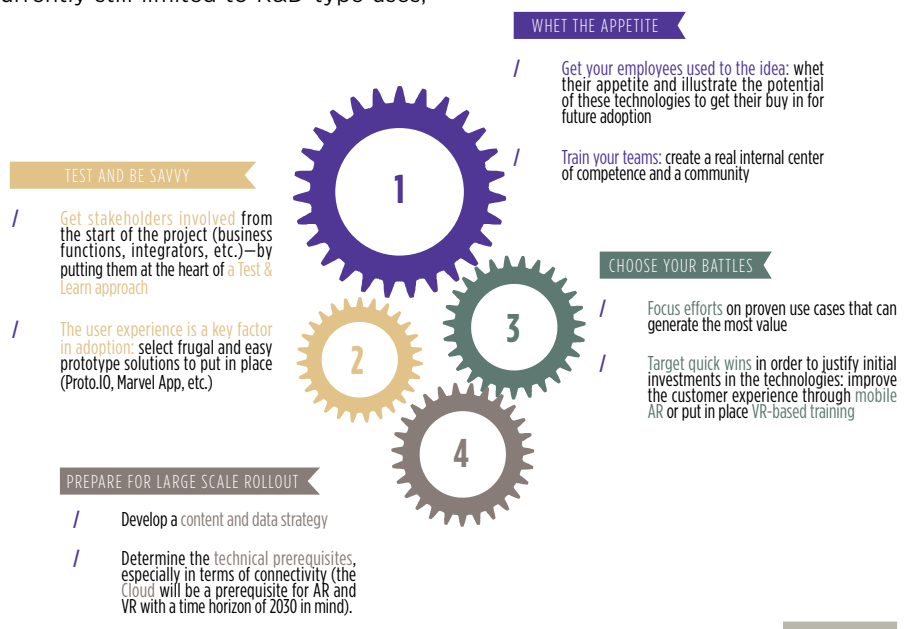 urrently still limited to R&D-type uses,
WHET THE APPETITE
/ Get your employees used to the idea: whet
their appetite and illustrate the potential
of these technologies to get their buy in for
future adoption
/ Train your teams: create a real internal center
of competence and a community
1
TEST AND BE SAVVY
/ Get stakeholders involved from
the start of the project (business
functions, integrators, etc.)—by
putting them at the heart of a Test &
Learn approach
/ The user experience is a key factor
in adoption: select frugal and easy
prototype solutions to put in place
(Proto.IO, Marvel App, etc.)
2
CHOOSE YOUR BATTLES
/ Focus efforts on proven use cases that can
generate the most value
/ Target quick wins in order to justify initial
investments in the technologies: improve
the customer experience through mobile
AR or put in place VR-based training
3
4
PREPARE FOR LARGE SCALE ROLLOUT
/ Develop a content and data strategy
/ Determine the technical prerequisites,
especially in terms of connectivity (the
Cloud will be a prerequisite for AR and
VR with a time horizon of 2030 in mind).